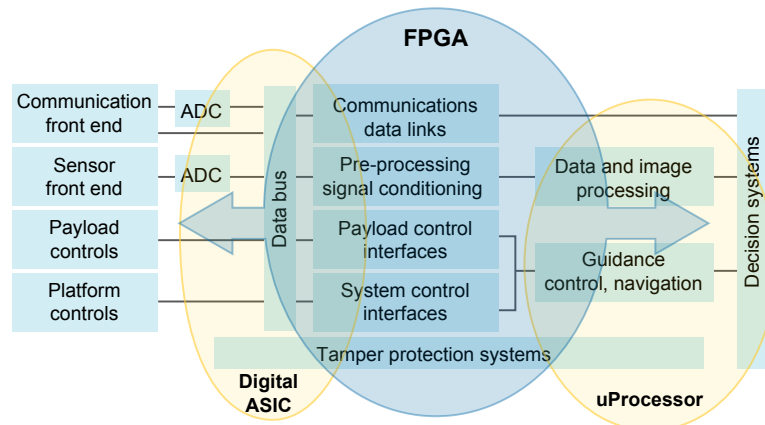 FPGA
Communication
front end
ADC
Communications
data links
Sensor
front end
ADC
Data bus
Pre-processing
signal conditioning
Data and image
processing
Decision systems
Payload
controls
Payload control
interfaces
Guidance
control, navigation
Platform
controls
System control
interfaces
Tamper protection systems
Digital
ASIC
uProcessor